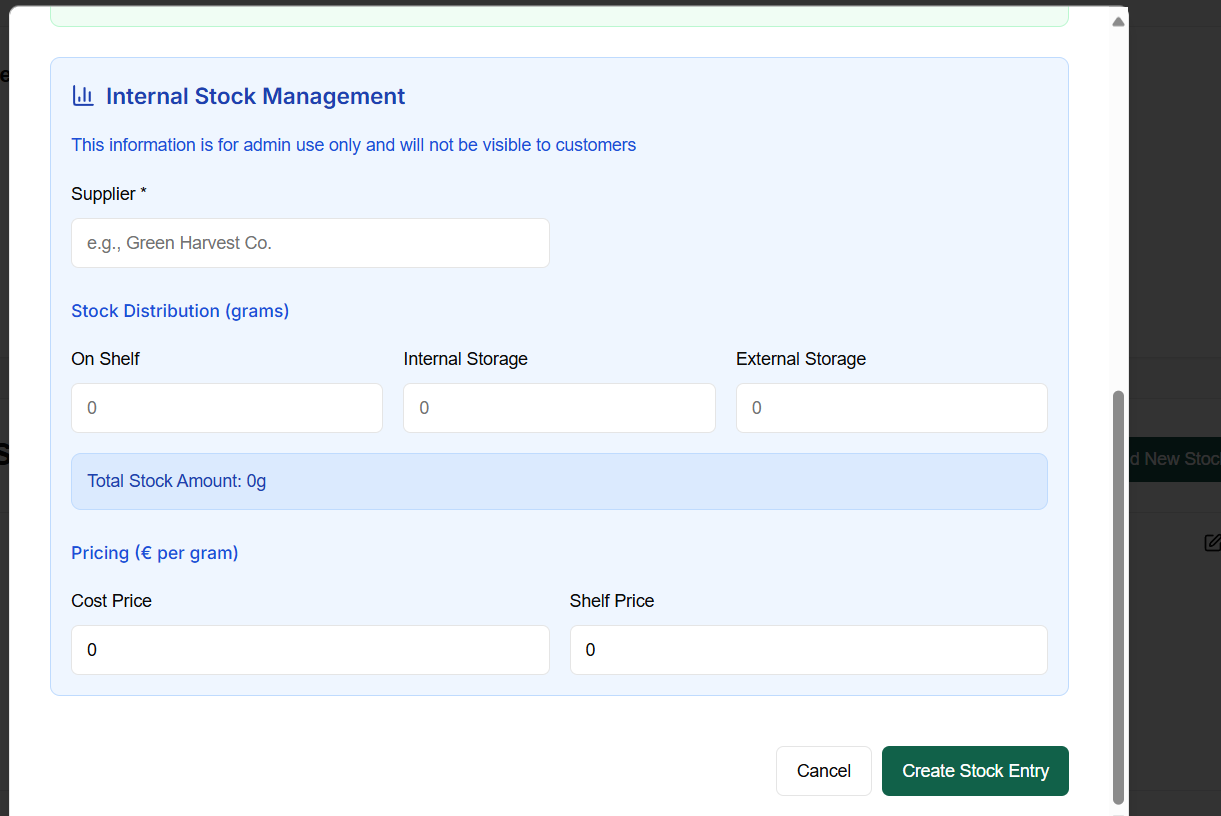 Internal Stock Management
This information is for admin use only and will not be visible to customers
Supplier *
e.g., Green Harvest Co.
Stock Distribution (grams)
On Shelf Internal Storage External Storage
0 0 0
d New Stoc
Total Stock Amount: 0g
Pricing (€ per gram)
Cost Price Shelf Price
0 0
Cancel Create Stock Entry